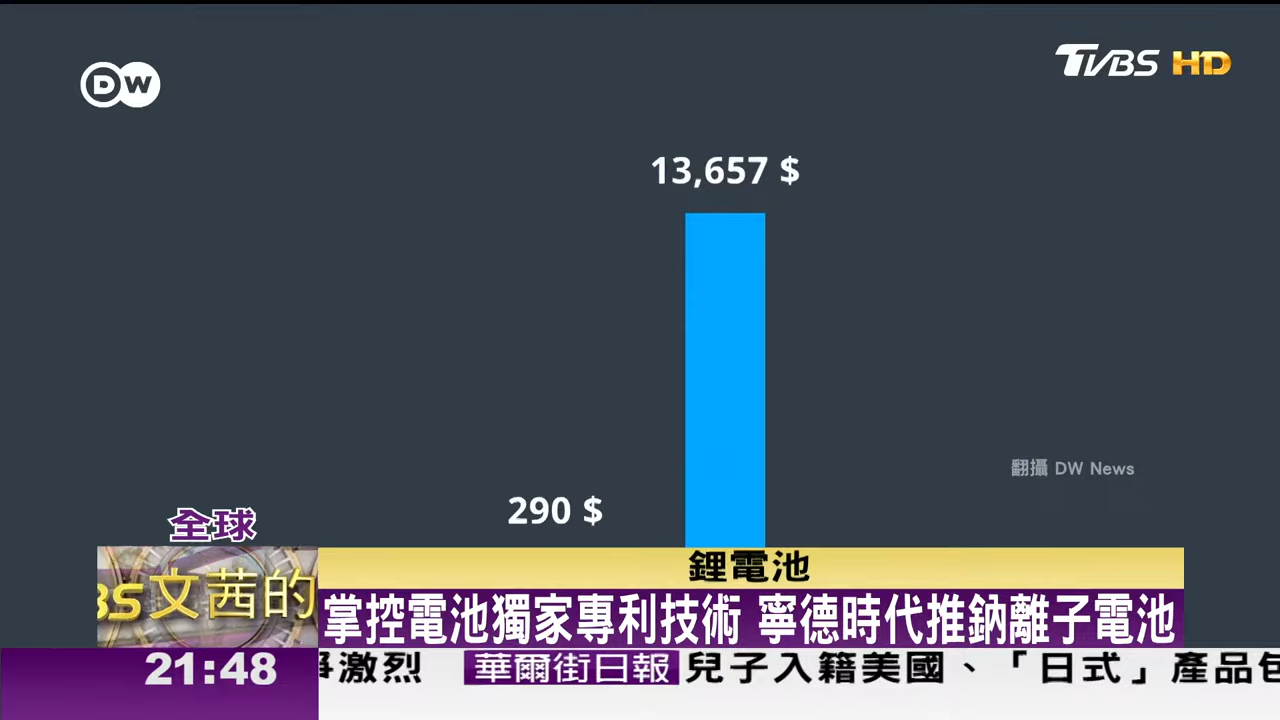 DW
TVBS HD
13,657 $
翻攝 DW News
290 $
全球
BS文茜的
鋰電池
掌控電池獨家專利技術 寧德時代推鈉離子電池
21:48
爭激烈 華爾街日報 兒子入籍美國、「日式」產品包